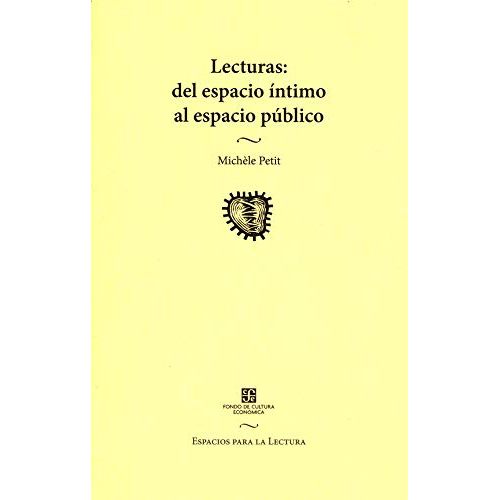 Lecturas:
del espacio íntimo
al espacio público
Michèle Petit
FONDO DE CULTURA
ECONÓMICA
Espacios para la Lectura